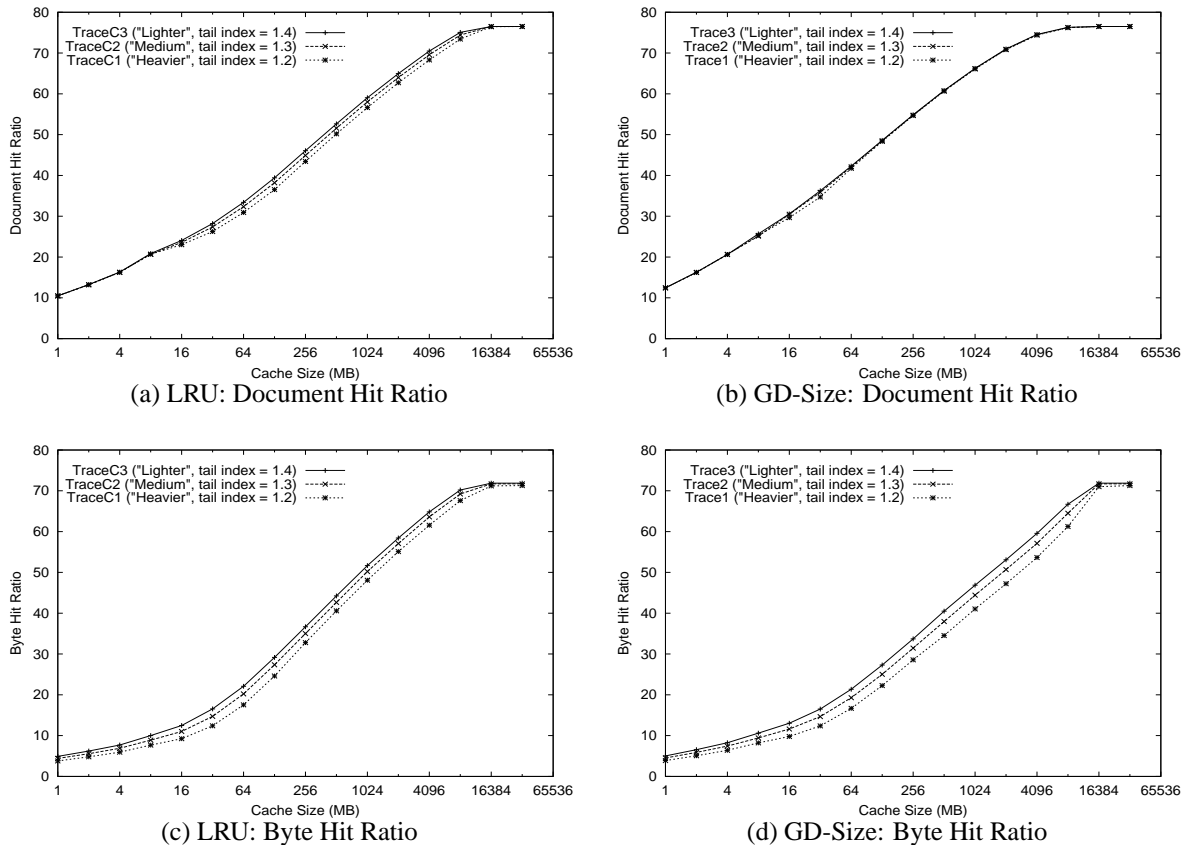 80
70
60
50
40
30
20
10
0
Document Hit Ratio
TraceC3 ("Lighter", tail index = 1.4)
TraceC2 ("Medium", tail index = 1.3)
TraceC1 ("Heavier", tail index = 1.2)
1 4 16 64 256 1024 4096 16384 65536
Cache Size (MB)
(a) LRU: Document Hit Ratio
80
70
60
50
40
30
20
10
0
Document Hit Ratio
Trace3 ("Lighter", tail index = 1.4)
Trace2 ("Medium", tail index = 1.3)
Trace1 ("Heavier", tail index = 1.2)
1 4 16 64 256 1024 4096 16384 65536
Cache Size (MB)
(b) GD-Size: Document Hit Ratio
80
70
60
50
40
30
20
10
0
Byte Hit Ratio
TraceC3 ("Lighter", tail index = 1.4)
TraceC2 ("Medium", tail index = 1.3)
TraceC1 ("Heavier", tail index = 1.2)
1 4 16 64 256 1024 4096 16384 65536
Cache Size (MB)
(c) LRU: Byte Hit Ratio
80
70
60
50
40
30
20
10
0
Byte Hit Ratio
Trace3 ("Lighter", tail index = 1.4)
Trace2 ("Medium", tail index = 1.3)
Trace1 ("Heavier", tail index = 1.2)
1 4 16 64 256 1024 4096 16384 65536
Cache Size (MB)
(d) GD-Size: Byte Hit Ratio